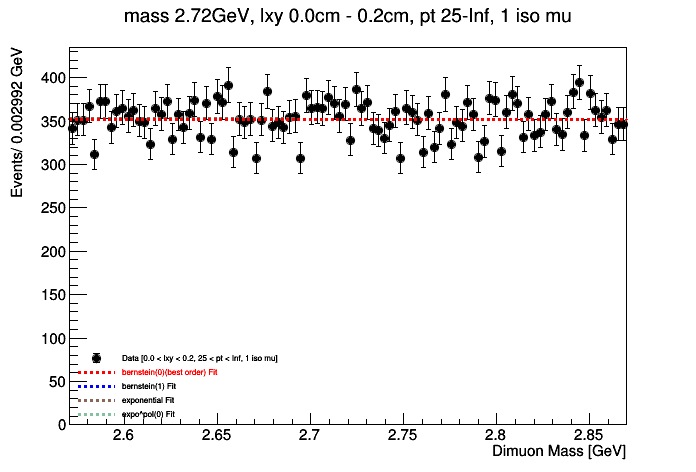 mass 2.72GeV, lxy 0.0cm - 0.2cm, pt 25-Inf, 1 iso mu
Events/ 0.002992 GeV
400
350
300
250
200
150
100
50
0
Data [0.0 < lxy < 0.2, 25 < pt < Inf, 1 iso mu]
bernstein(0)(best order) Fit
bernstein(1) Fit
exponential Fit
expo*pol(0) Fit
2.6 2.65 2.7 2.75 2.8 2.85
Dimuon Mass [GeV]